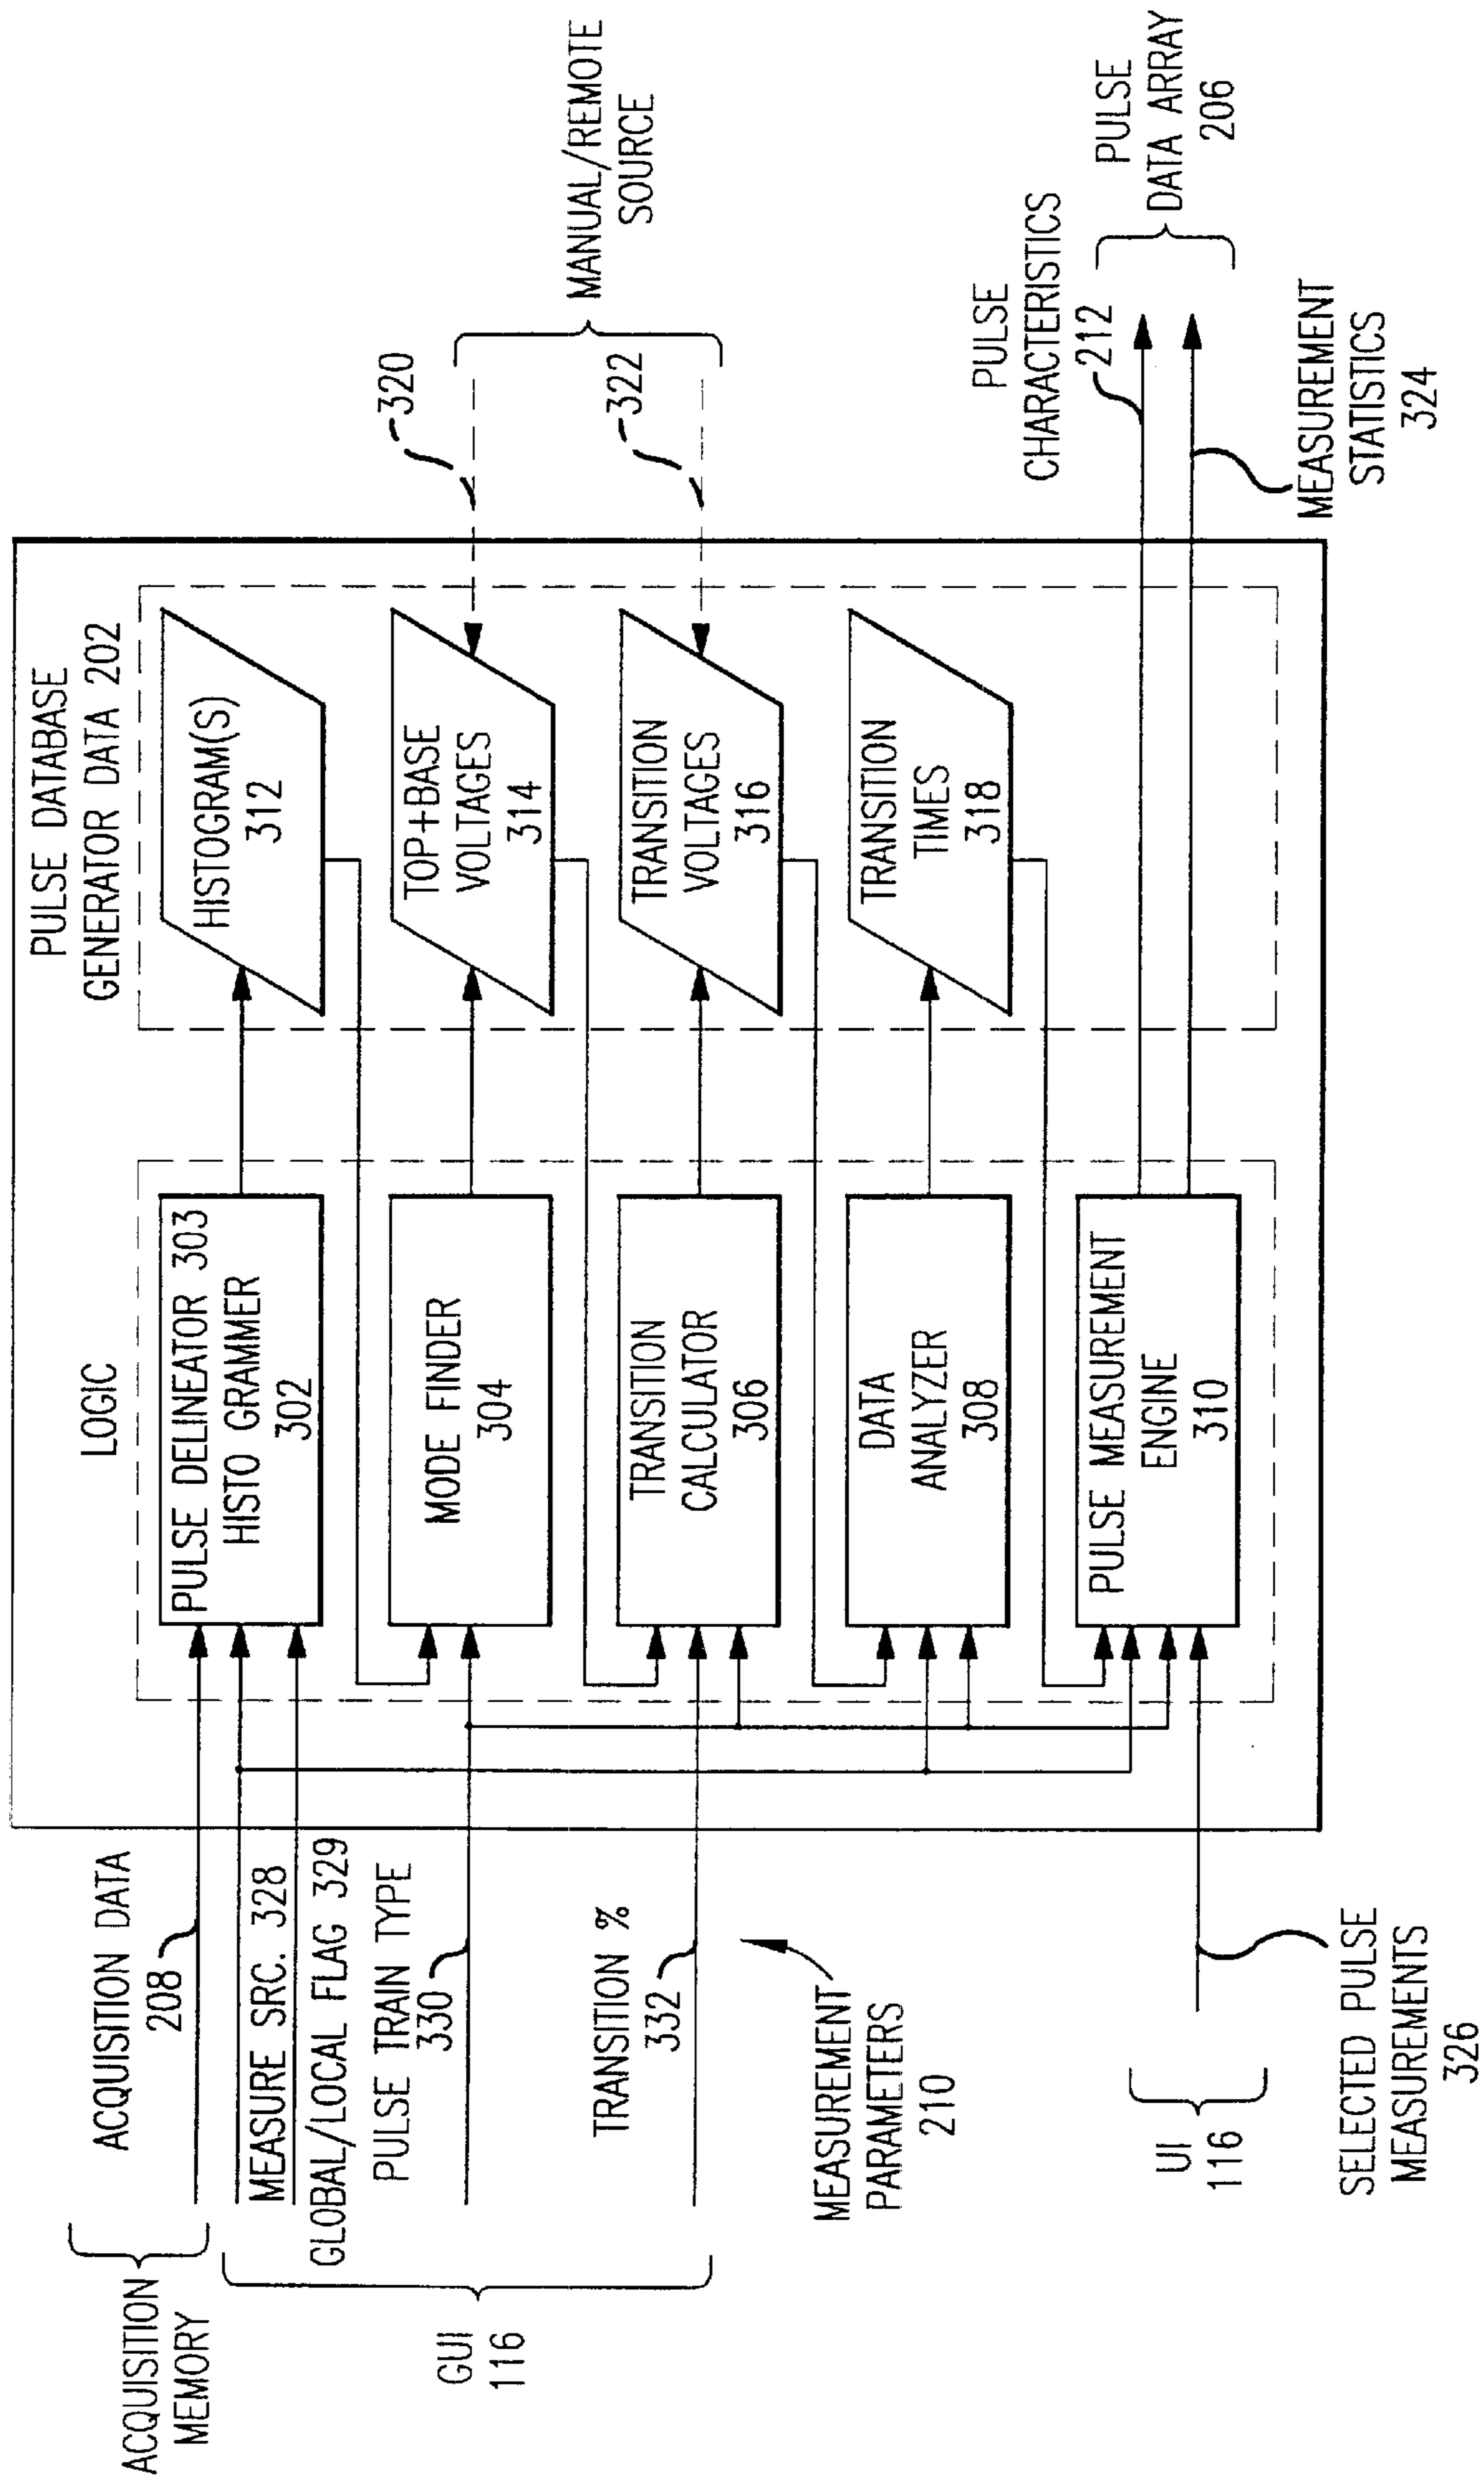 PULSE DATABASE
GENERATOR DATA 202
LOGIC
ACQUISITION
MEMORY
ACQUISITION DATA
208
MEASURE SRC. 328
GLOBAL/LOCAL FLAG 329
PULSE TRAIN TYPE
330
GUI
116
TRANSITION %
332
MEASUREMENT
PARAMETERS
210
UI
116
SELECTED PULSE
MEASUREMENTS
326
PULSE DELINEATOR 303
HISTO GRAMMER
302
MODE FINDER
304
TRANSITION
CALCULATOR
306
DATA
ANALYZER
308
PULSE MEASUREMENT
ENGINE
310
HISTOGRAM(S)
312
TOP+BASE
VOLTAGES
314
TRANSITION
VOLTAGES
316
TRANSITION
TIMES
318
320
322
MANUAL/REMOTE
SOURCE
PULSE
CHARACTERISTICS
212
PULSE
DATA ARRAY
206
MEASUREMENT
STATISTICS
324